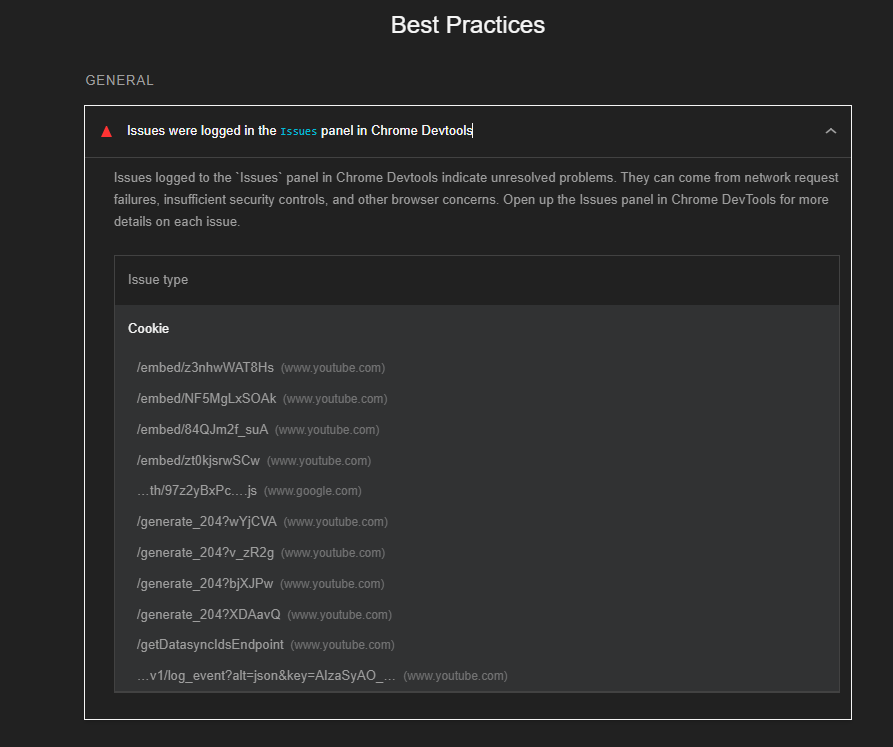 Best Practices
GENERAL
Issues were logged in the Issues panel in Chrome Devtools
Issues logged to the `Issues` panel in Chrome Devtools indicate unresolved problems. They can come from network request
failures, insufficient security controls, and other browser concerns. Open up the Issues panel in Chrome DevTools for more
details on each issue.
Issue type
Cookie
/embed/z3nhwWAT8Hs (www.youtube.com)
/embed/NF5MgLxSOAk (www.youtube.com)
/embed/84QJm2f_suA (www.youtube.com)
/embed/zt0kjsrwSCw (www.youtube.com)
…th/97z2yBxPc….js (www.google.com)
/generate_204?wYjCVA (www.youtube.com)
/generate_204?v_zR2g (www.youtube.com)
/generate_204?bjXJPw (www.youtube.com)
/generate_204?XDAavQ (www.youtube.com)
/getDatasyncIdsEndpoint (www.youtube.com)
…v1/log_event?alt=json&key=AIzaSyAO_… (www.youtube.com)